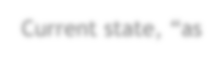 Current state, "as